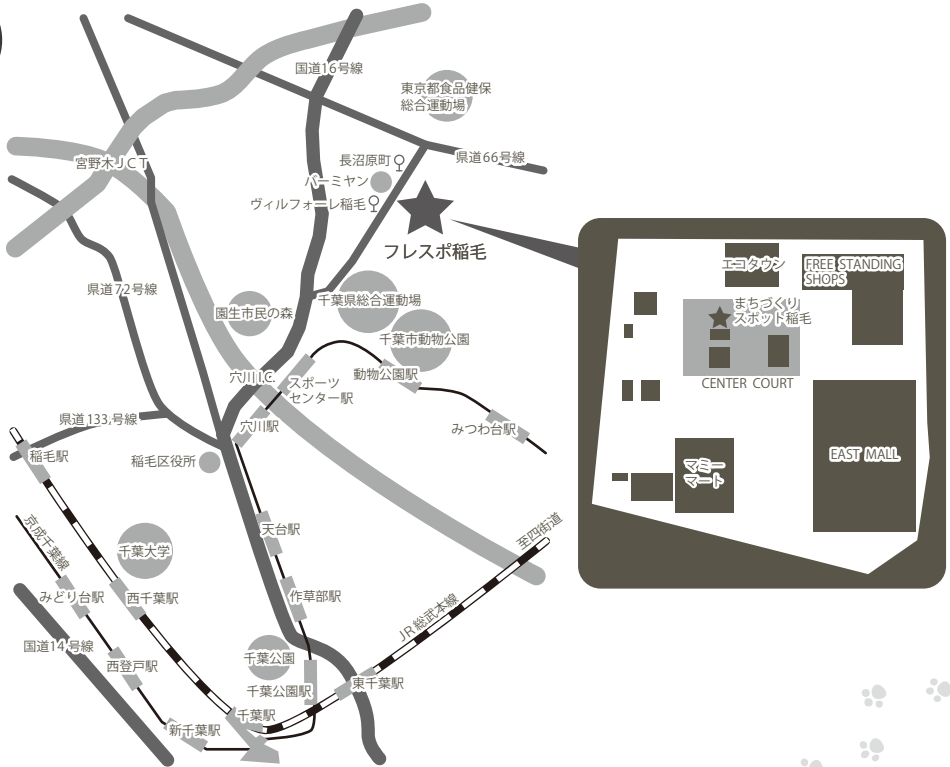 国道16号線
東京都食品健保
総合運動場
宮野木JCT
長沼原町
県道66号線
バーミヤン
ヴィルフォーレ稲毛
フレスポ稲毛
県道72号線
千葉県総合運動場
園生市民の森
千葉市動物公園
穴川 I.C.
スポーツ
センター駅
動物公園駅
県道133号線
穴川駅
みつわ台駅
稲毛駅
稲毛区役所
京成千葉線
天台駅
至四街道
千葉大学
みどり台駅
西千葉駅
作草部駅
JR総武本線
国道14号線
西登戸駅
千葉公園
千葉公園駅
東千葉駅
新千葉駅
千葉駅
エコタウン
FREE STANDING
SHOPS
まちづくり
スポット稲毛
CENTER COURT
EAST MALL
マミー
マート